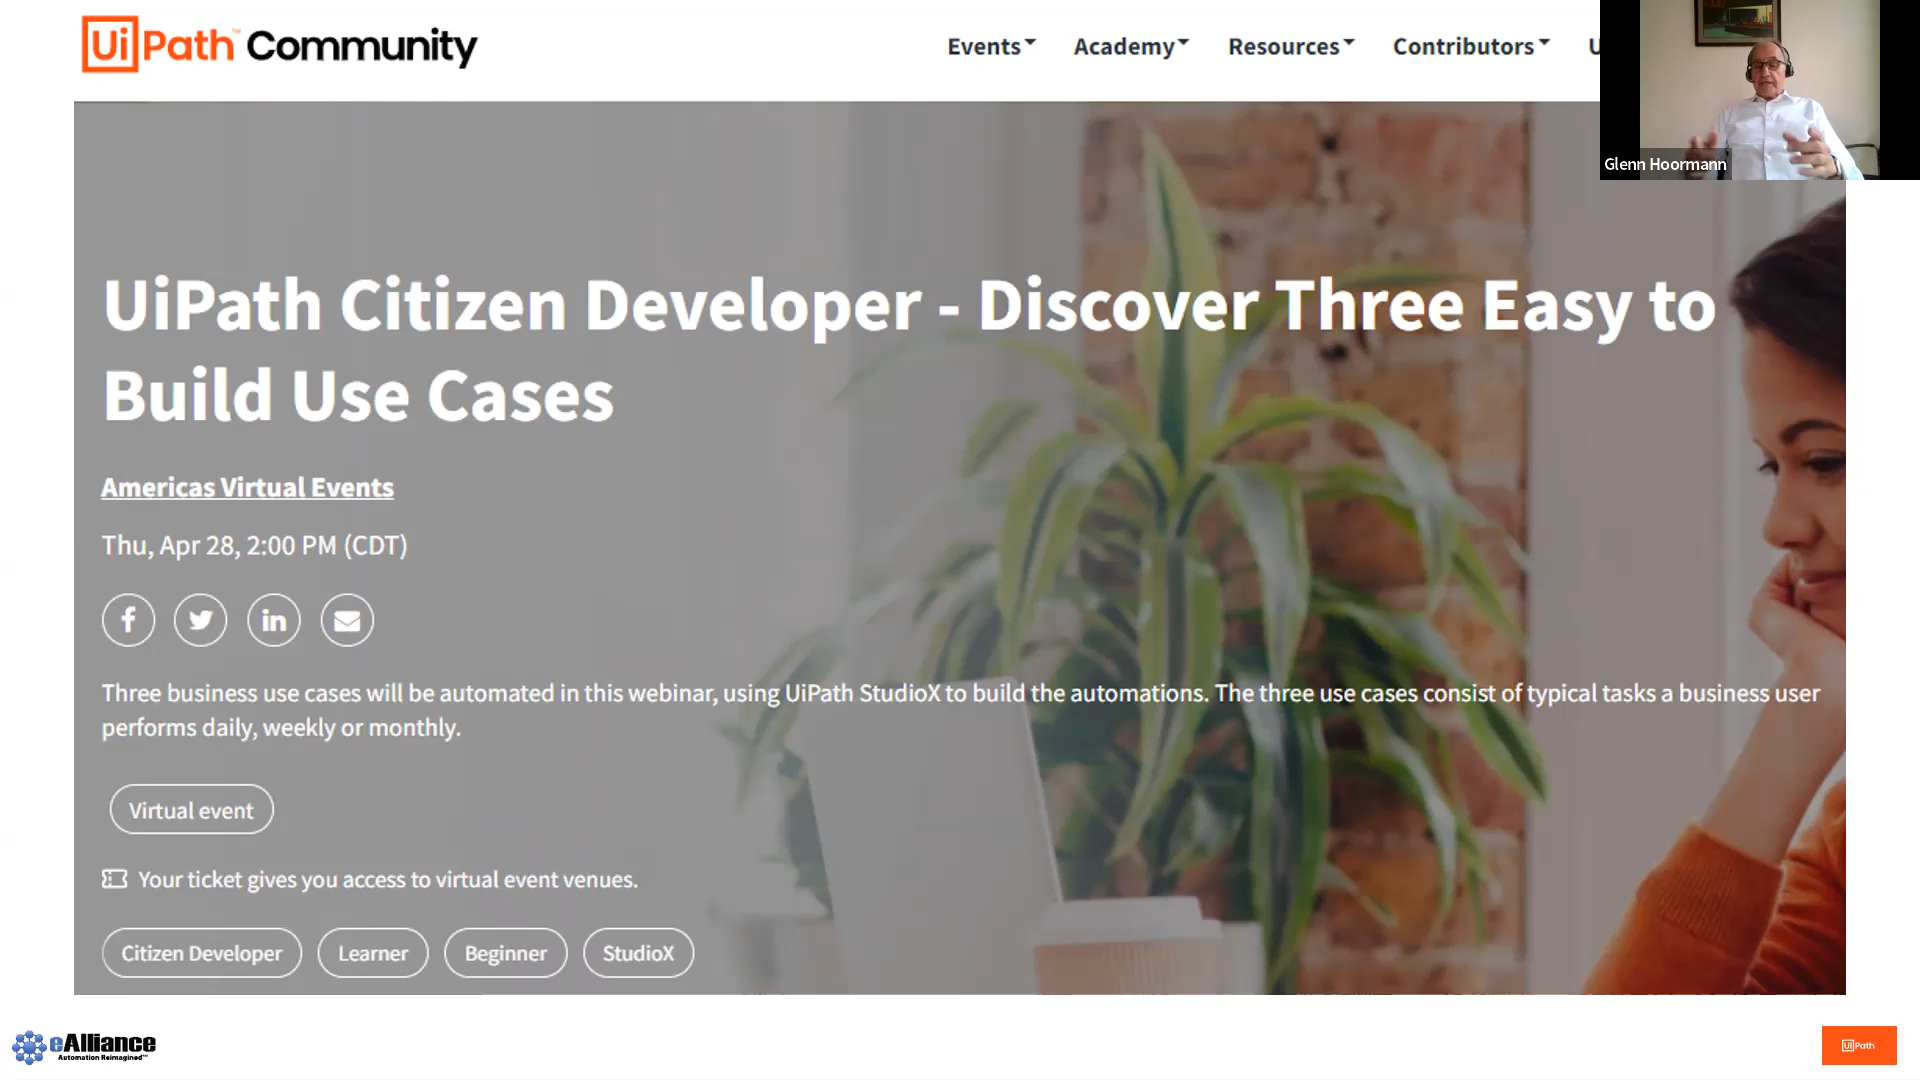 UiPath Community
Events
Academy
Resources
Contributors
U
Glenn Hoormann
UiPath Citizen Developer - Discover Three Easy to
Build Use Cases
Americas Virtual Events
Thu, Apr 28, 2:00 PM (CDT)
Three business use cases will be automated in this webinar, using UiPath StudioX to build the automations. The three use cases consist of typical tasks a business user
performs daily, weekly or monthly.
Virtual event
Your ticket gives you access to virtual event venues.
Citizen Developer
Learner
Beginner
StudioX
eAlliance
Automation Reimagined™
UiPath